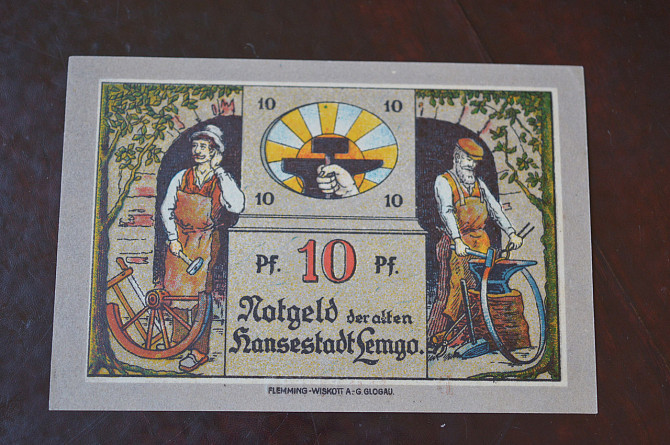 10 10
10 10
Pf. 10 Pf.
Notgeld der alten
Hansestadt Lemgo.
FLEMMING-WISKOTT A.-G. GLOGAU.